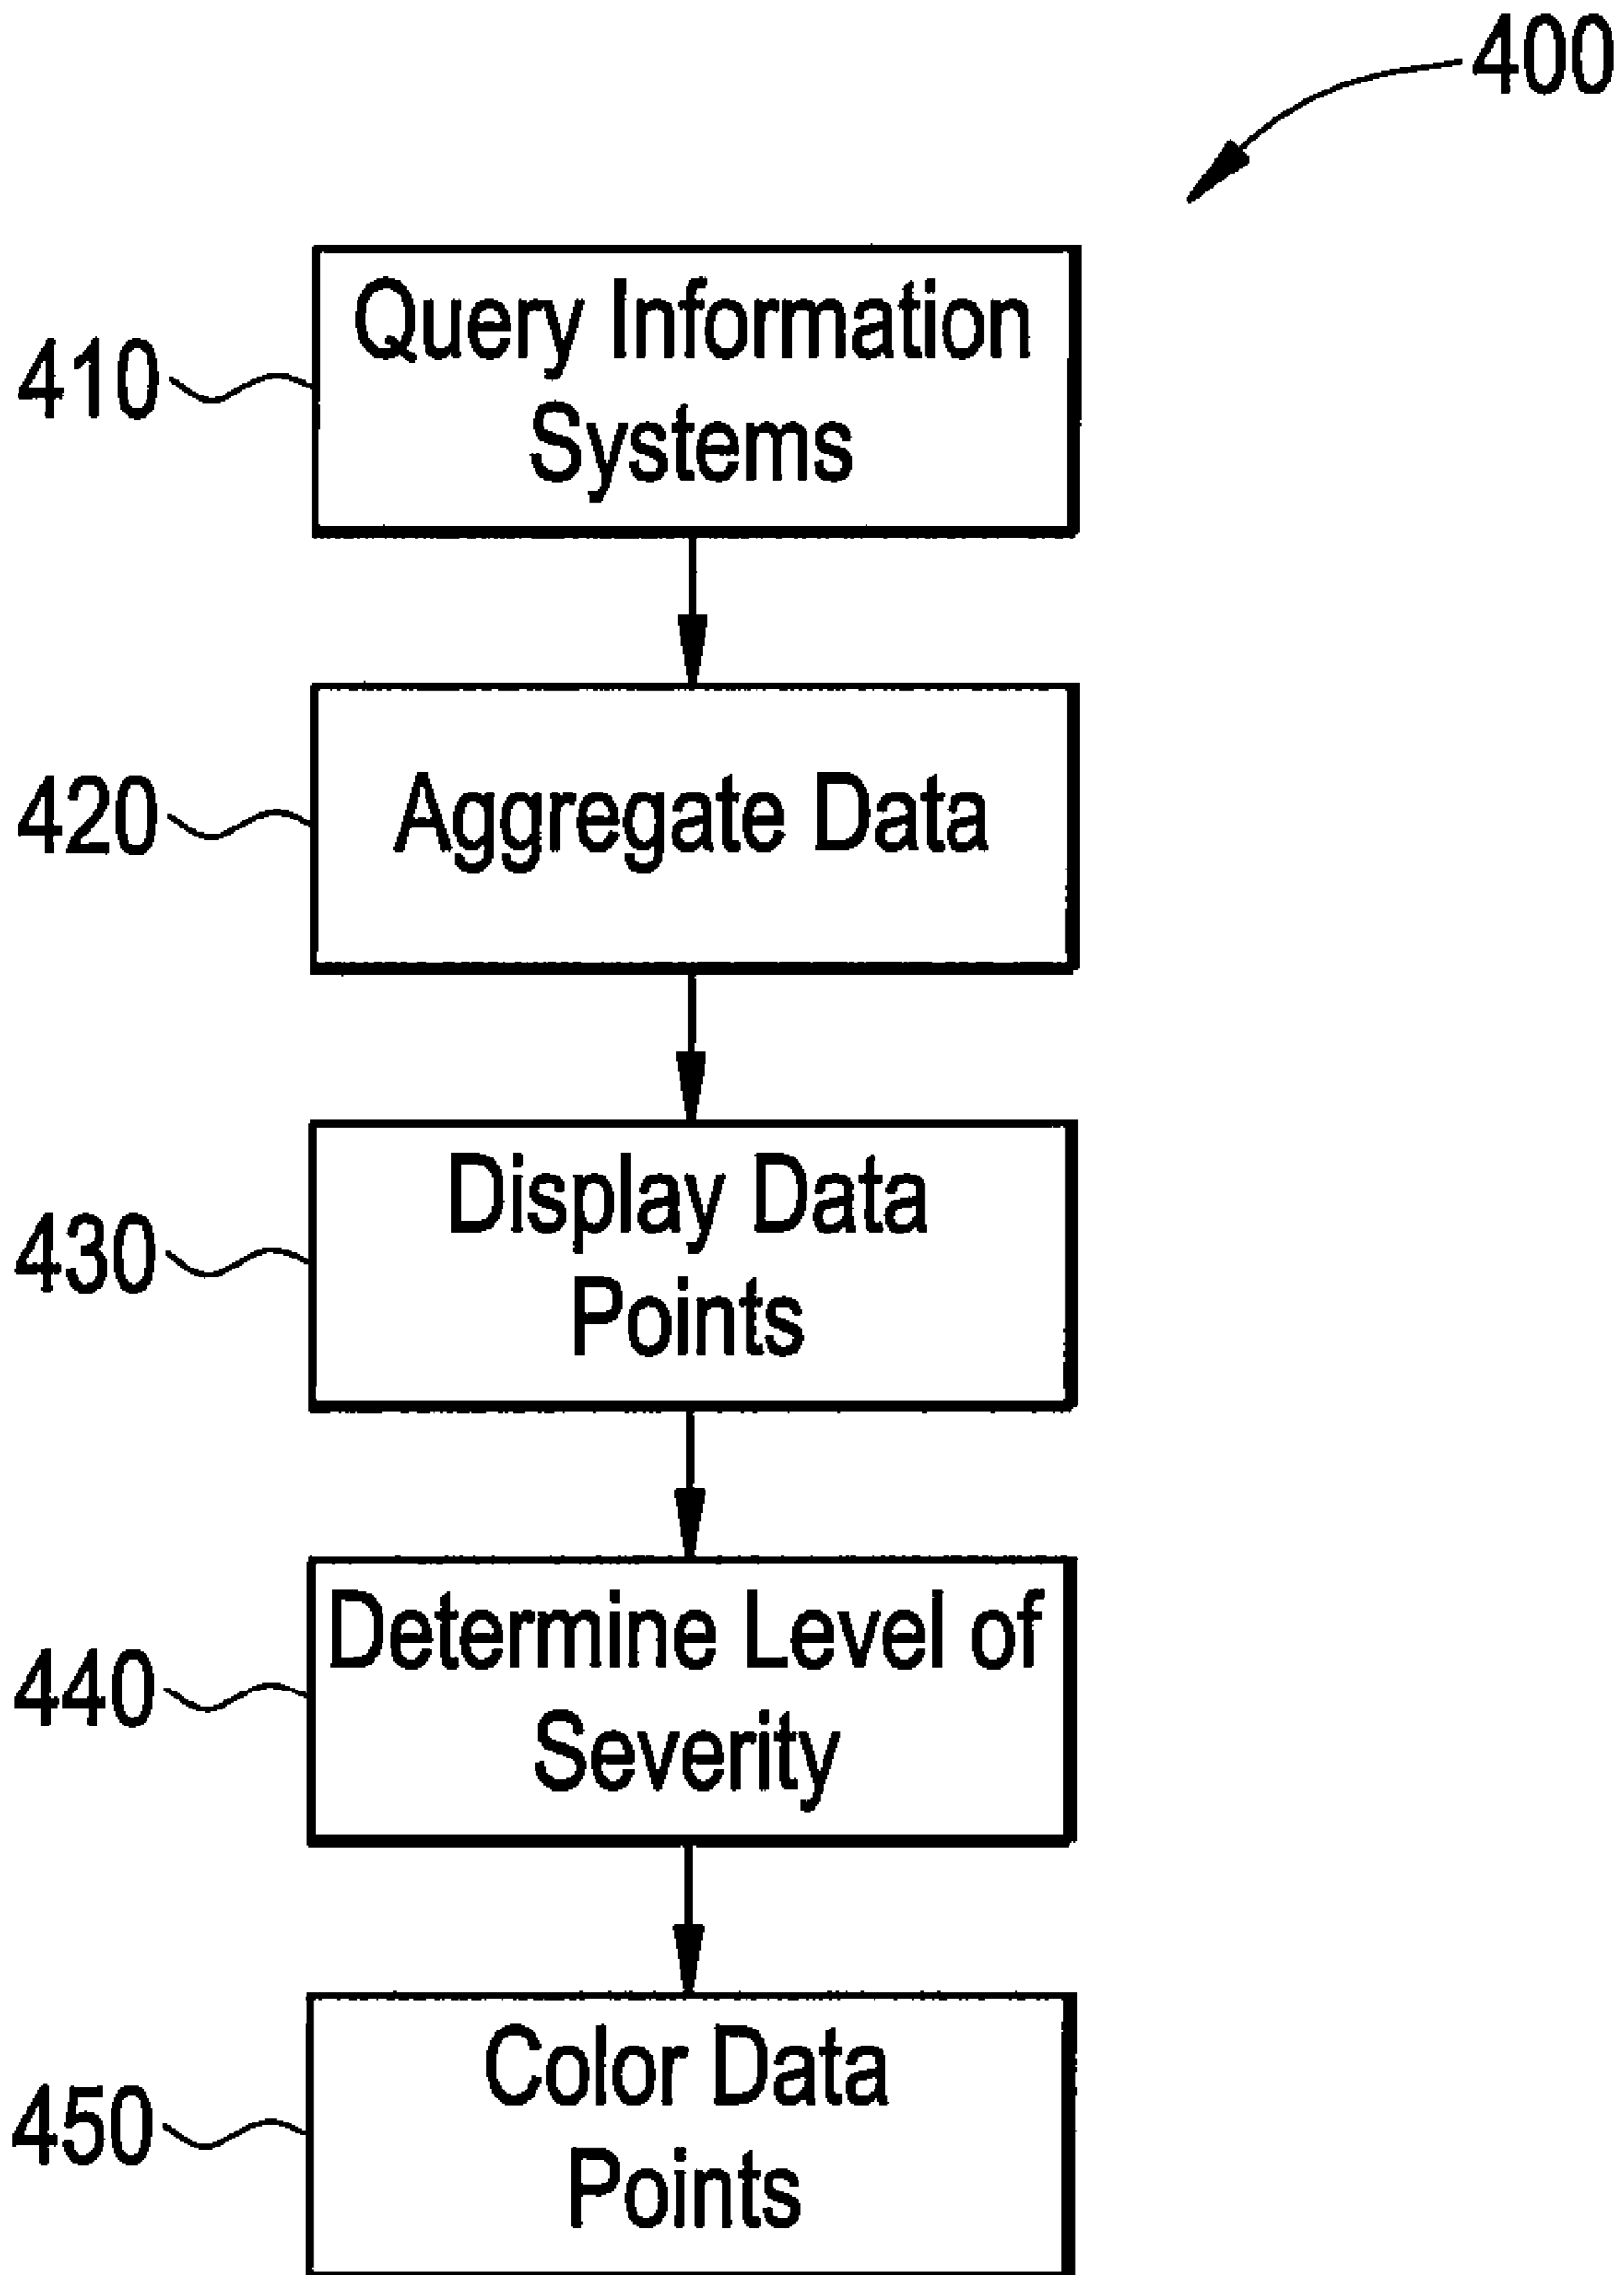 400
410
Query Information
Systems
420
Aggregate Data
430
Display Data
Points
440
Determine Level of
Severity
450
Color Data
Points